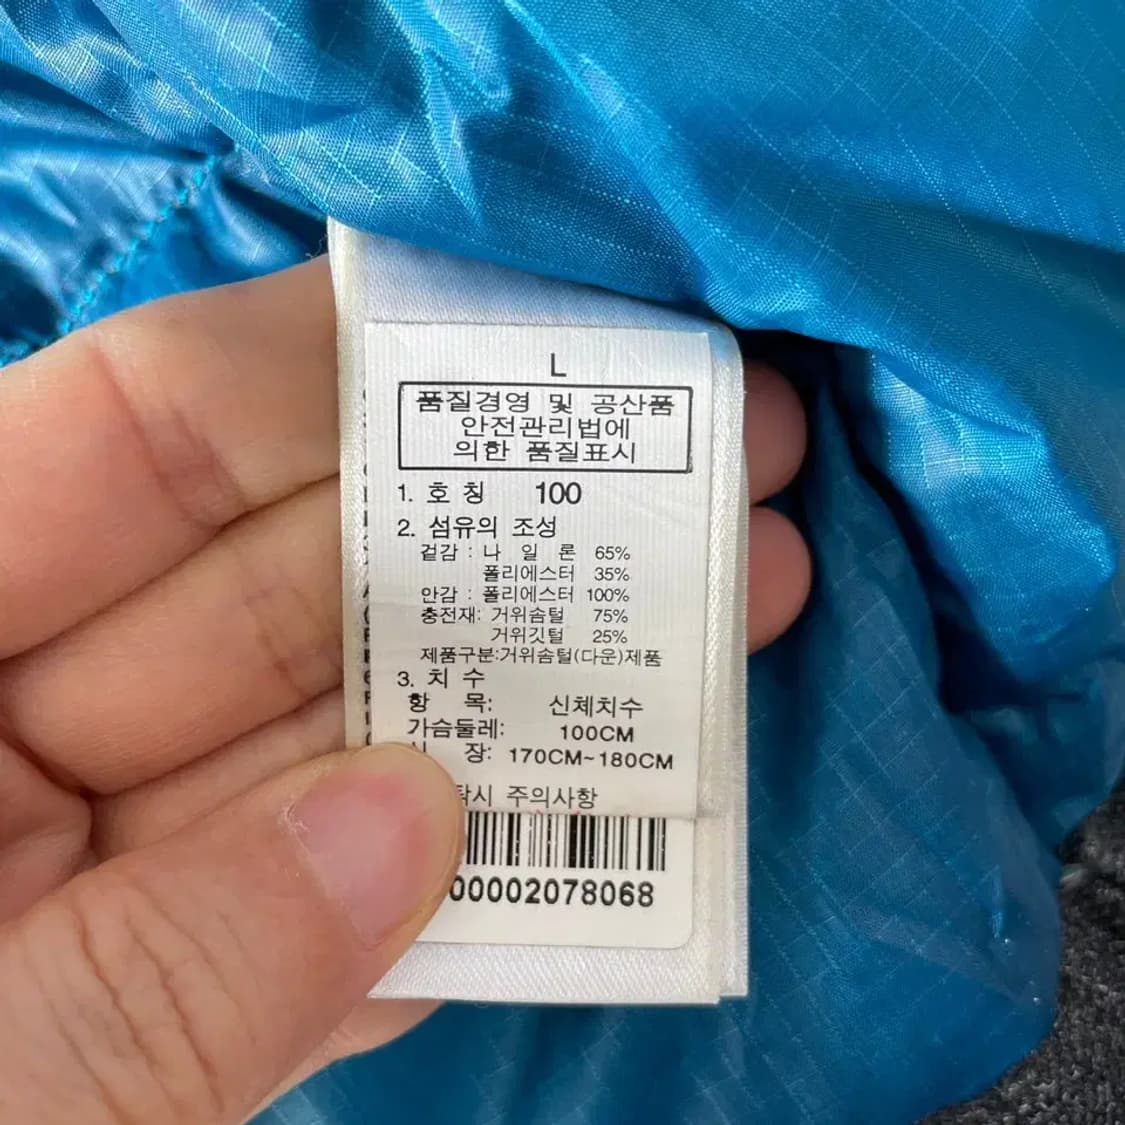 L
품질경영 및 공산품
안전관리법에
의한 품질표시
1. 호 칭 100
2. 섬유의 조성
겉감 : 나 일 론 65%
폴리에스터 35%
안감 : 폴리에스터 100%
충전재: 거위솜털 75%
거위깃털 25%
제품구분:거위솜털(다운)제품
3. 치 수
항 목: 신체치수
가슴둘레: 100CM
장: 170CM~180CM
주의사항
00002078068